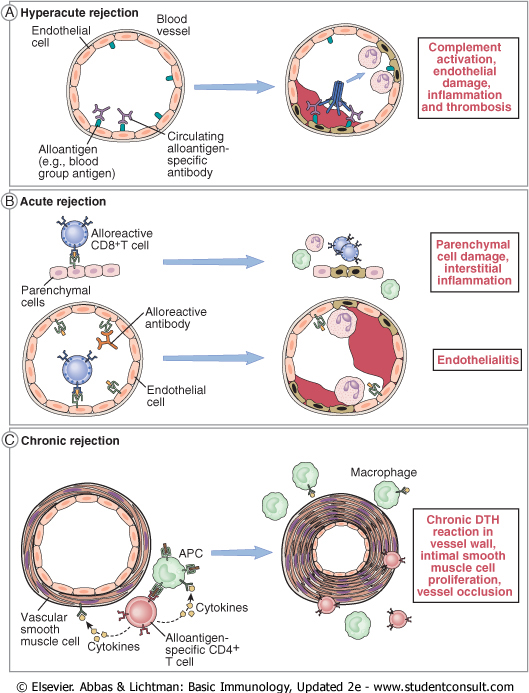 A Hyperacute rejection
Endothelial
cell
Blood
vessel
Alloantigen
(e.g., blood
group antigen)
Circulating
alloantigen-
specific
antibody
Complement
activation,
endothelial
damage,
inflammation
and thrombosis
B Acute rejection
Alloreactive
CD8+T cell
Parenchymal
cells
Parenchymal
cell damage,
interstitial
inflammation
Alloreactive
antibody
Endothelial
cell
Endothelialitis
C Chronic rejection
Macrophage
APC
Cytokines
Vascular
smooth
muscle cell
Cytokines
Alloantigen-
specific CD4+
T cell
Chronic DTH
reaction in
vessel wall,
intimal smooth
muscle cell
proliferation,
vessel occlusion
© Elsevier. Abbas & Lichtman: Basic Immunology, Updated 2e - www.studentconsult.com